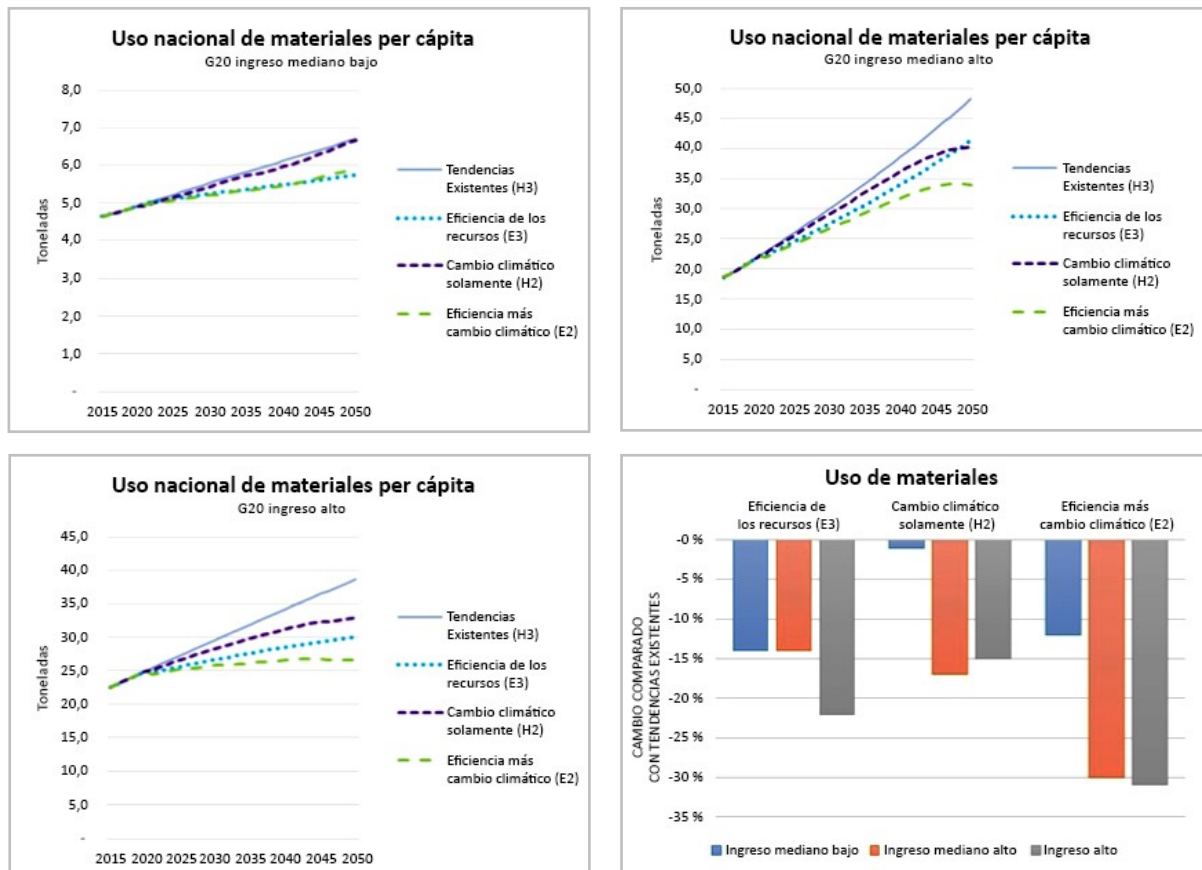 Uso nacional de materiales per cápita
G20 ingreso mediano bajo
8,0
7,0
6,0
5,0
4,0
3,0
2,0
1,0
-
Toneladas
2015 2020 2025 2030 2035 2040 2045 2050
Tendencias
Existentes (H3)
Eficiencia de los
recursos (E3)
Cambio climático
solamente (H2)
Eficiencia más
cambio climático (E2)
Uso nacional de materiales per cápita
G20 ingreso mediano alto
50,0
45,0
40,0
35,0
30,0
25,0
20,0
15,0
10,0
5,0
-
Toneladas
2015 2020 2025 2030 2035 2040 2045 2050
Tendencias
Existentes (H3)
Eficiencia de los
recursos (E3)
Cambio climático
solamente (H2)
Eficiencia más
cambio climático (E2)
Uso nacional de materiales per cápita
G20 ingreso alto
45,0
40,0
35,0
30,0
25,0
20,0
15,0
10,0
5,0
-
Toneladas
2015 2020 2025 2030 2035 2040 2045 2050
Tendencias
Existentes (H3)
Eficiencia de los
recursos (E3)
Cambio climático
solamente (H2)
Eficiencia más
cambio climático (E2)
Uso de materiales
Eficiencia de
los recursos (E3)
Cambio climático
solamente (H2)
Eficiencia más
cambio climático (E2)
-0 %
-5 %
-10 %
-15 %
-20 %
-25 %
-30 %
-35 %
CAMBIO COMPARADO
CON TENDENCIAS EXISTENTES
Ingreso mediano bajo Ingreso mediano alto Ingreso alto